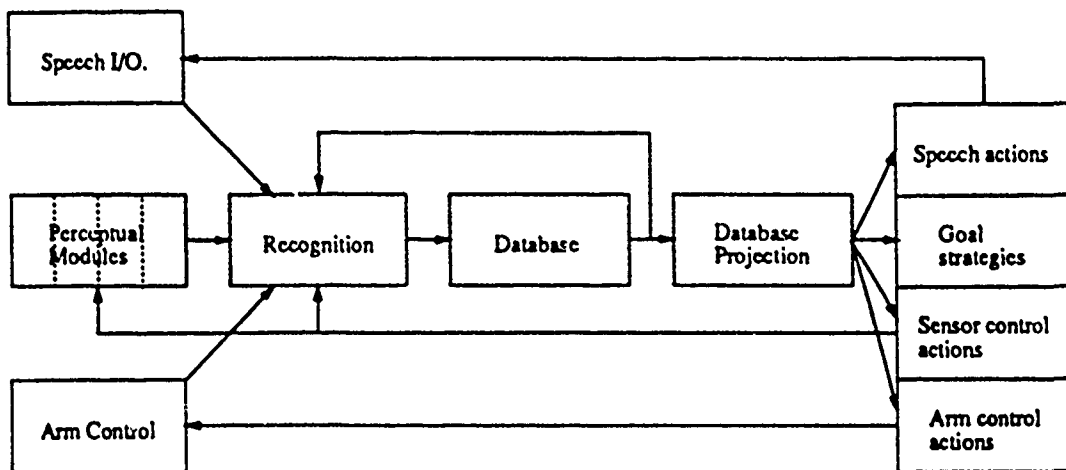 Speech I/O.
Speech actions
Perceptual
Modules
Recognition
Database
Database
Projection
Goal
strategies
Sensor control
actions
Arm Control
Arm control
actions